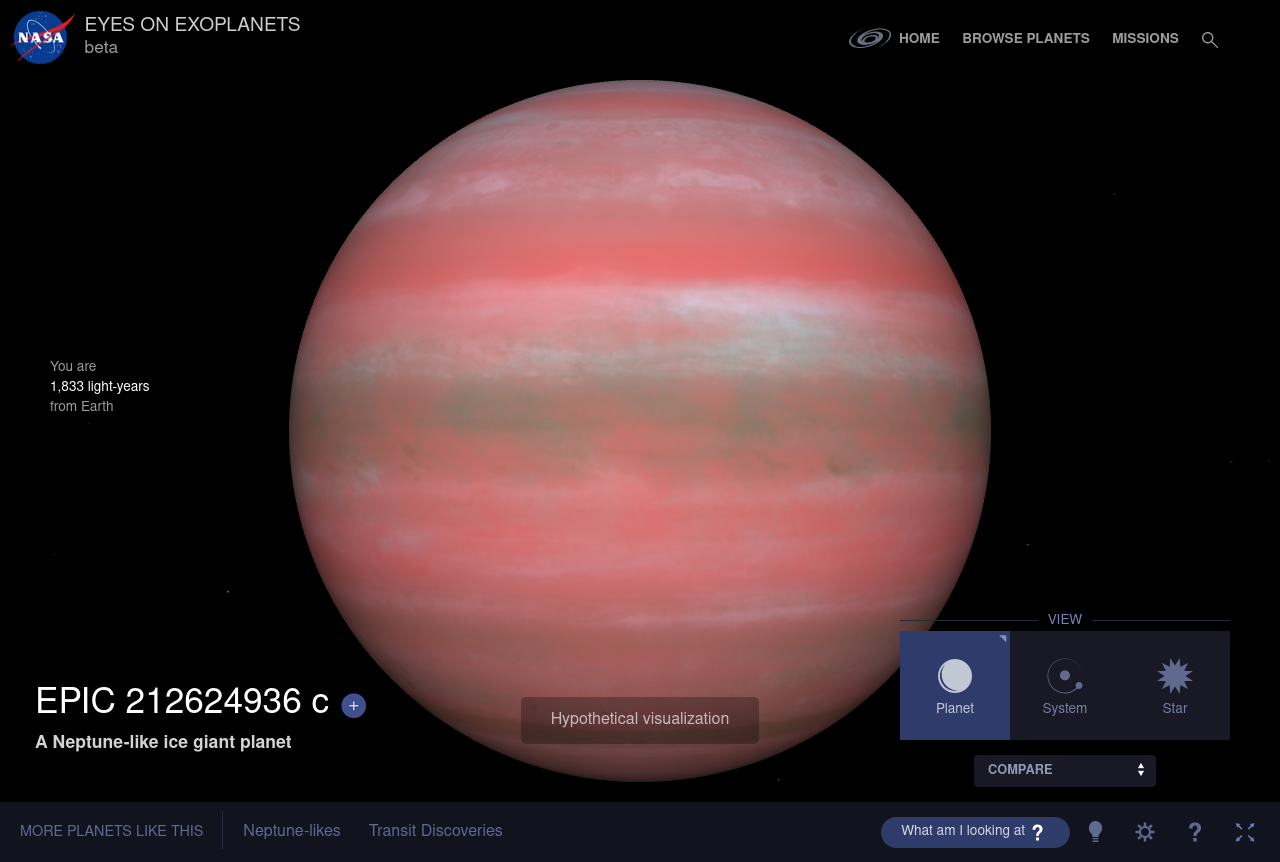 NASA
EYES ON EXOPLANETS
beta
HOME
BROWSE PLANETS
MISSIONS
You are
1,833 light-years
from Earth
VIEW
Planet
System
Star
EPIC 212624936 c +
A Neptune-like ice giant planet
Hypothetical visualization
COMPARE
MORE PLANETS LIKE THIS
Neptune-likes
Transit Discoveries
What am I looking at ?
?